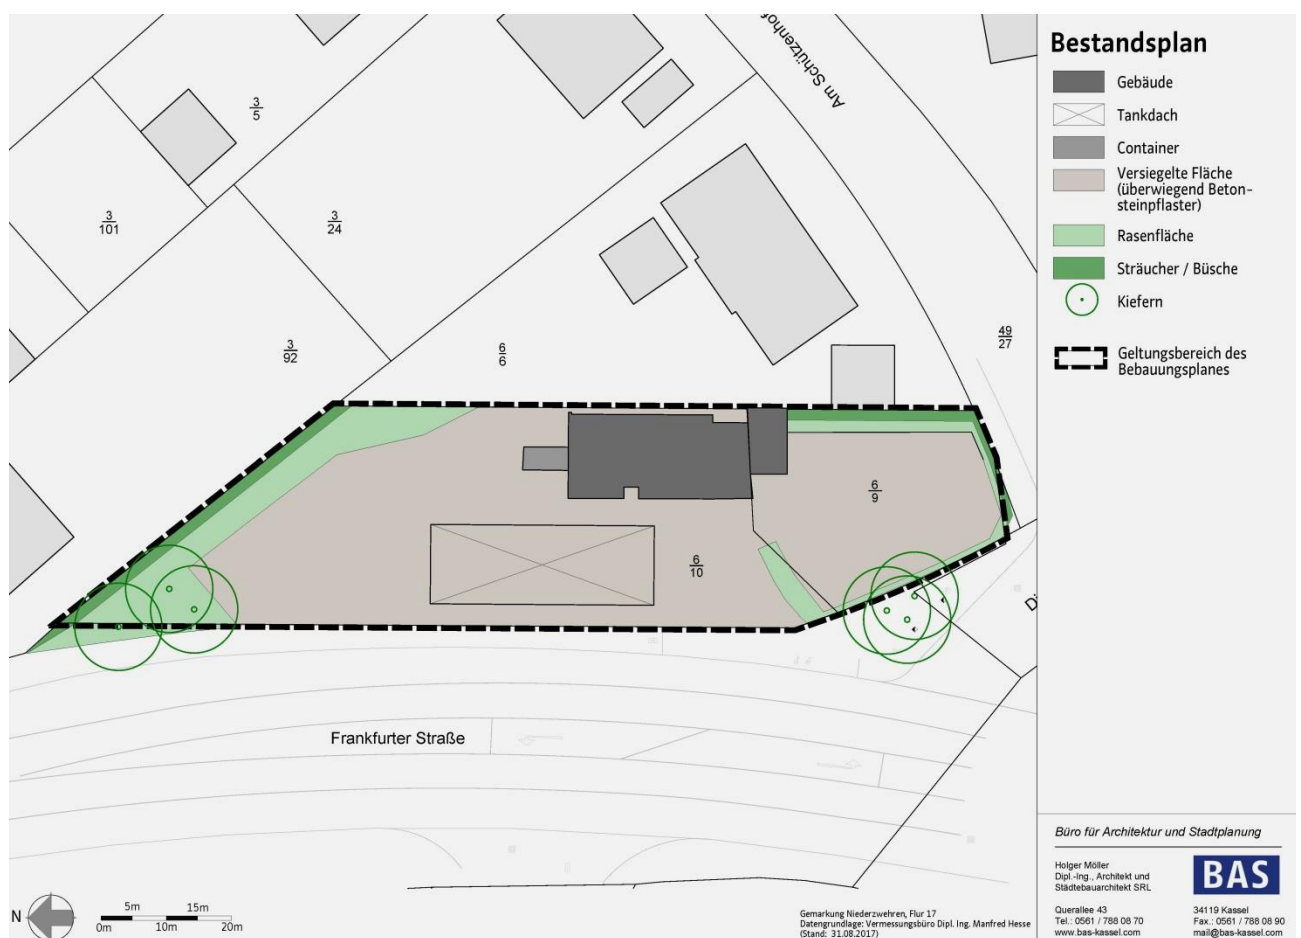 Am Schützenhof
3
5
3
101
3
24
3
92
6
6
49
27
6
9
6
10
Frankfurter Straße
N
5m 15m
0m 10m 20m
Gemarkung Niederzwehren, Flur 17
Datengrundlage: Vermessungsbüro Dipl. Ing. Manfred Hesse
(Stand: 31.08.2017)
Bestandsplan
Gebäude
Tankdach
Container
Versiegelte Fläche
(überwiegend Beton-
steinpflaster)
Rasenfläche
Sträucher / Büsche
Kiefern
Geltungsbereich des
Bebauungsplanes
Büro für Architektur und Stadtplanung
Holger Möller
Dipl.-Ing., Architekt und
Städtebauarchitekt SRL
BAS
Querallee 43
Tel.: 0561 / 788 08 70
www.bas-kassel.com
34119 Kassel
Fax.: 0561 / 788 08 90
mail@bas-kassel.com